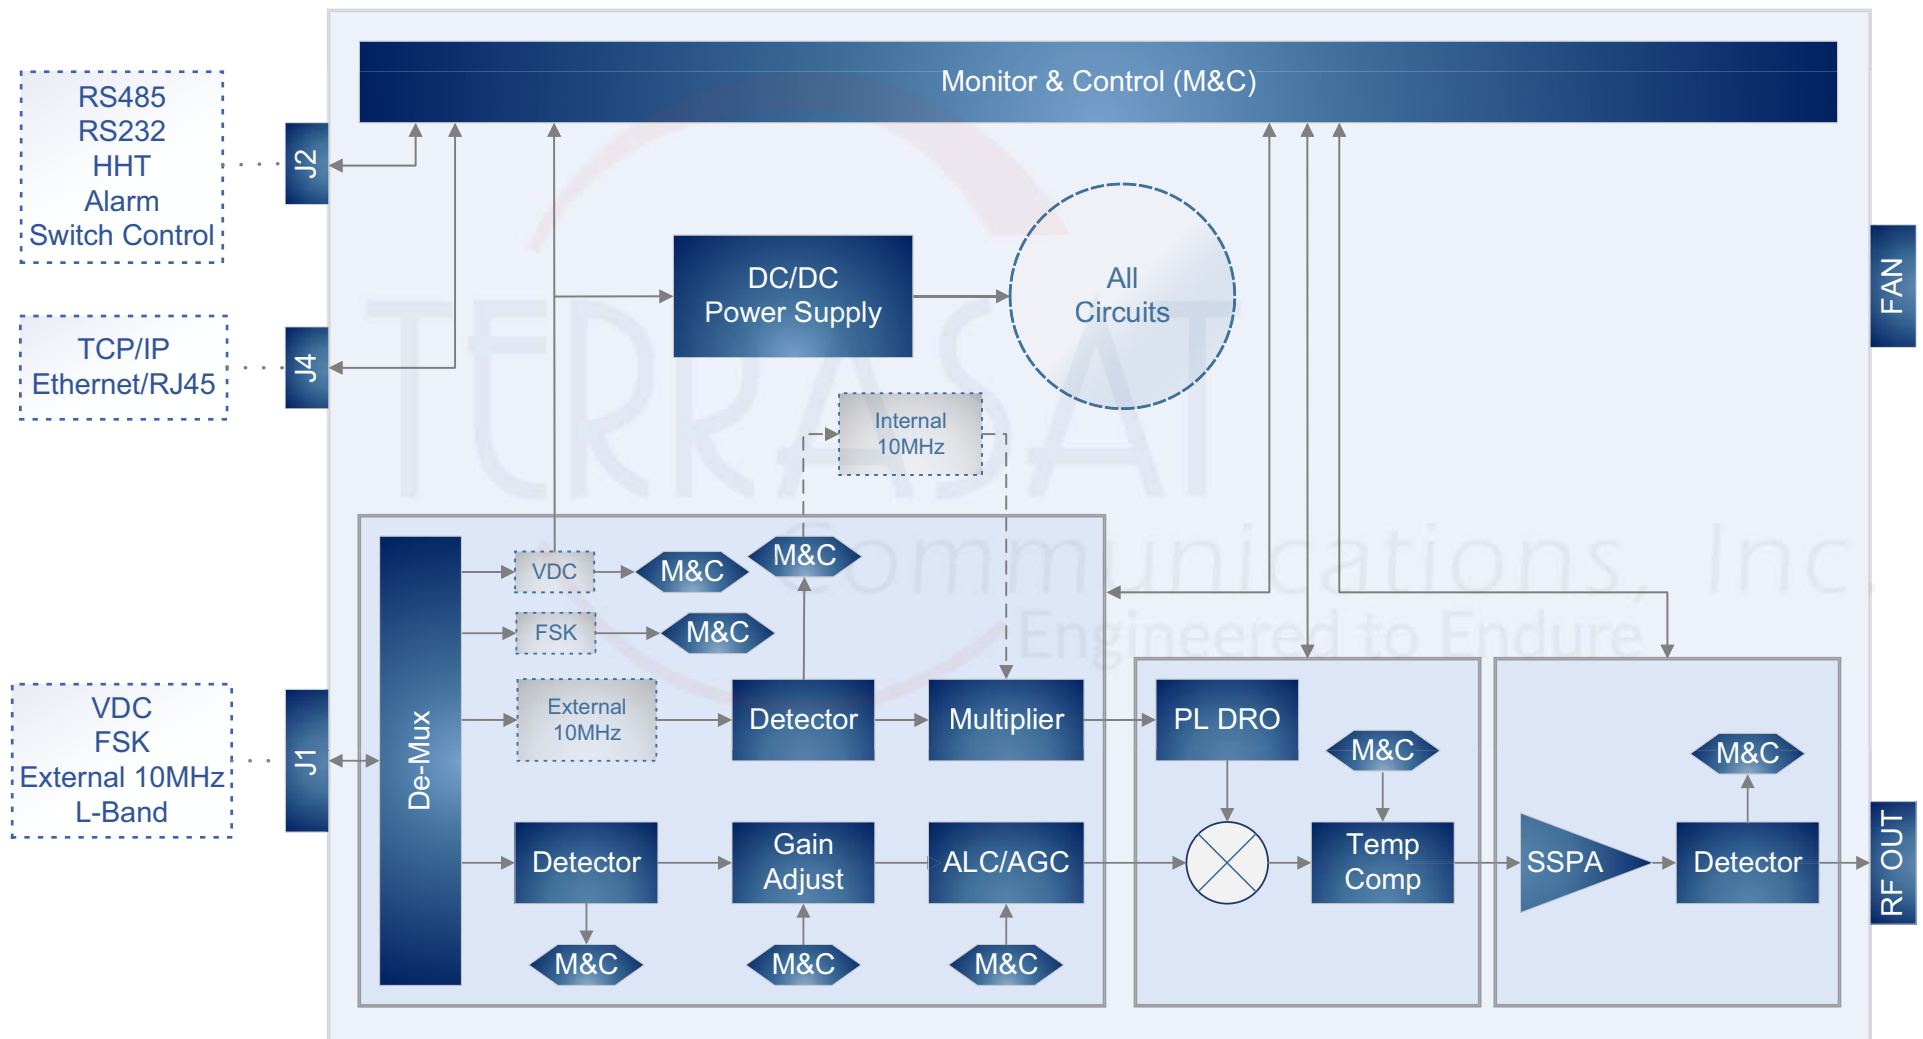 Monitor & Control (M&C)
RS485
RS232
HHT
Alarm
Switch Control
J2
TCP/IP
Ethernet/RJ45
J4
DC/DC
Power Supply
All
Circuits
FAN
Internal
10MHz
TERRASAT
Communications, Inc.
Engineered to Endure
VDC
FSK
External 10MHz
L-Band
J1
De-Mux
VDC
M&C
M&C
FSK
M&C
External
10MHz
Detector
Multiplier
PL DRO
M&C
M&C
Detector
Gain
Adjust
ALC/AGC
Temp
Comp
SSPA
Detector
RF OUT
M&C
M&C
M&C